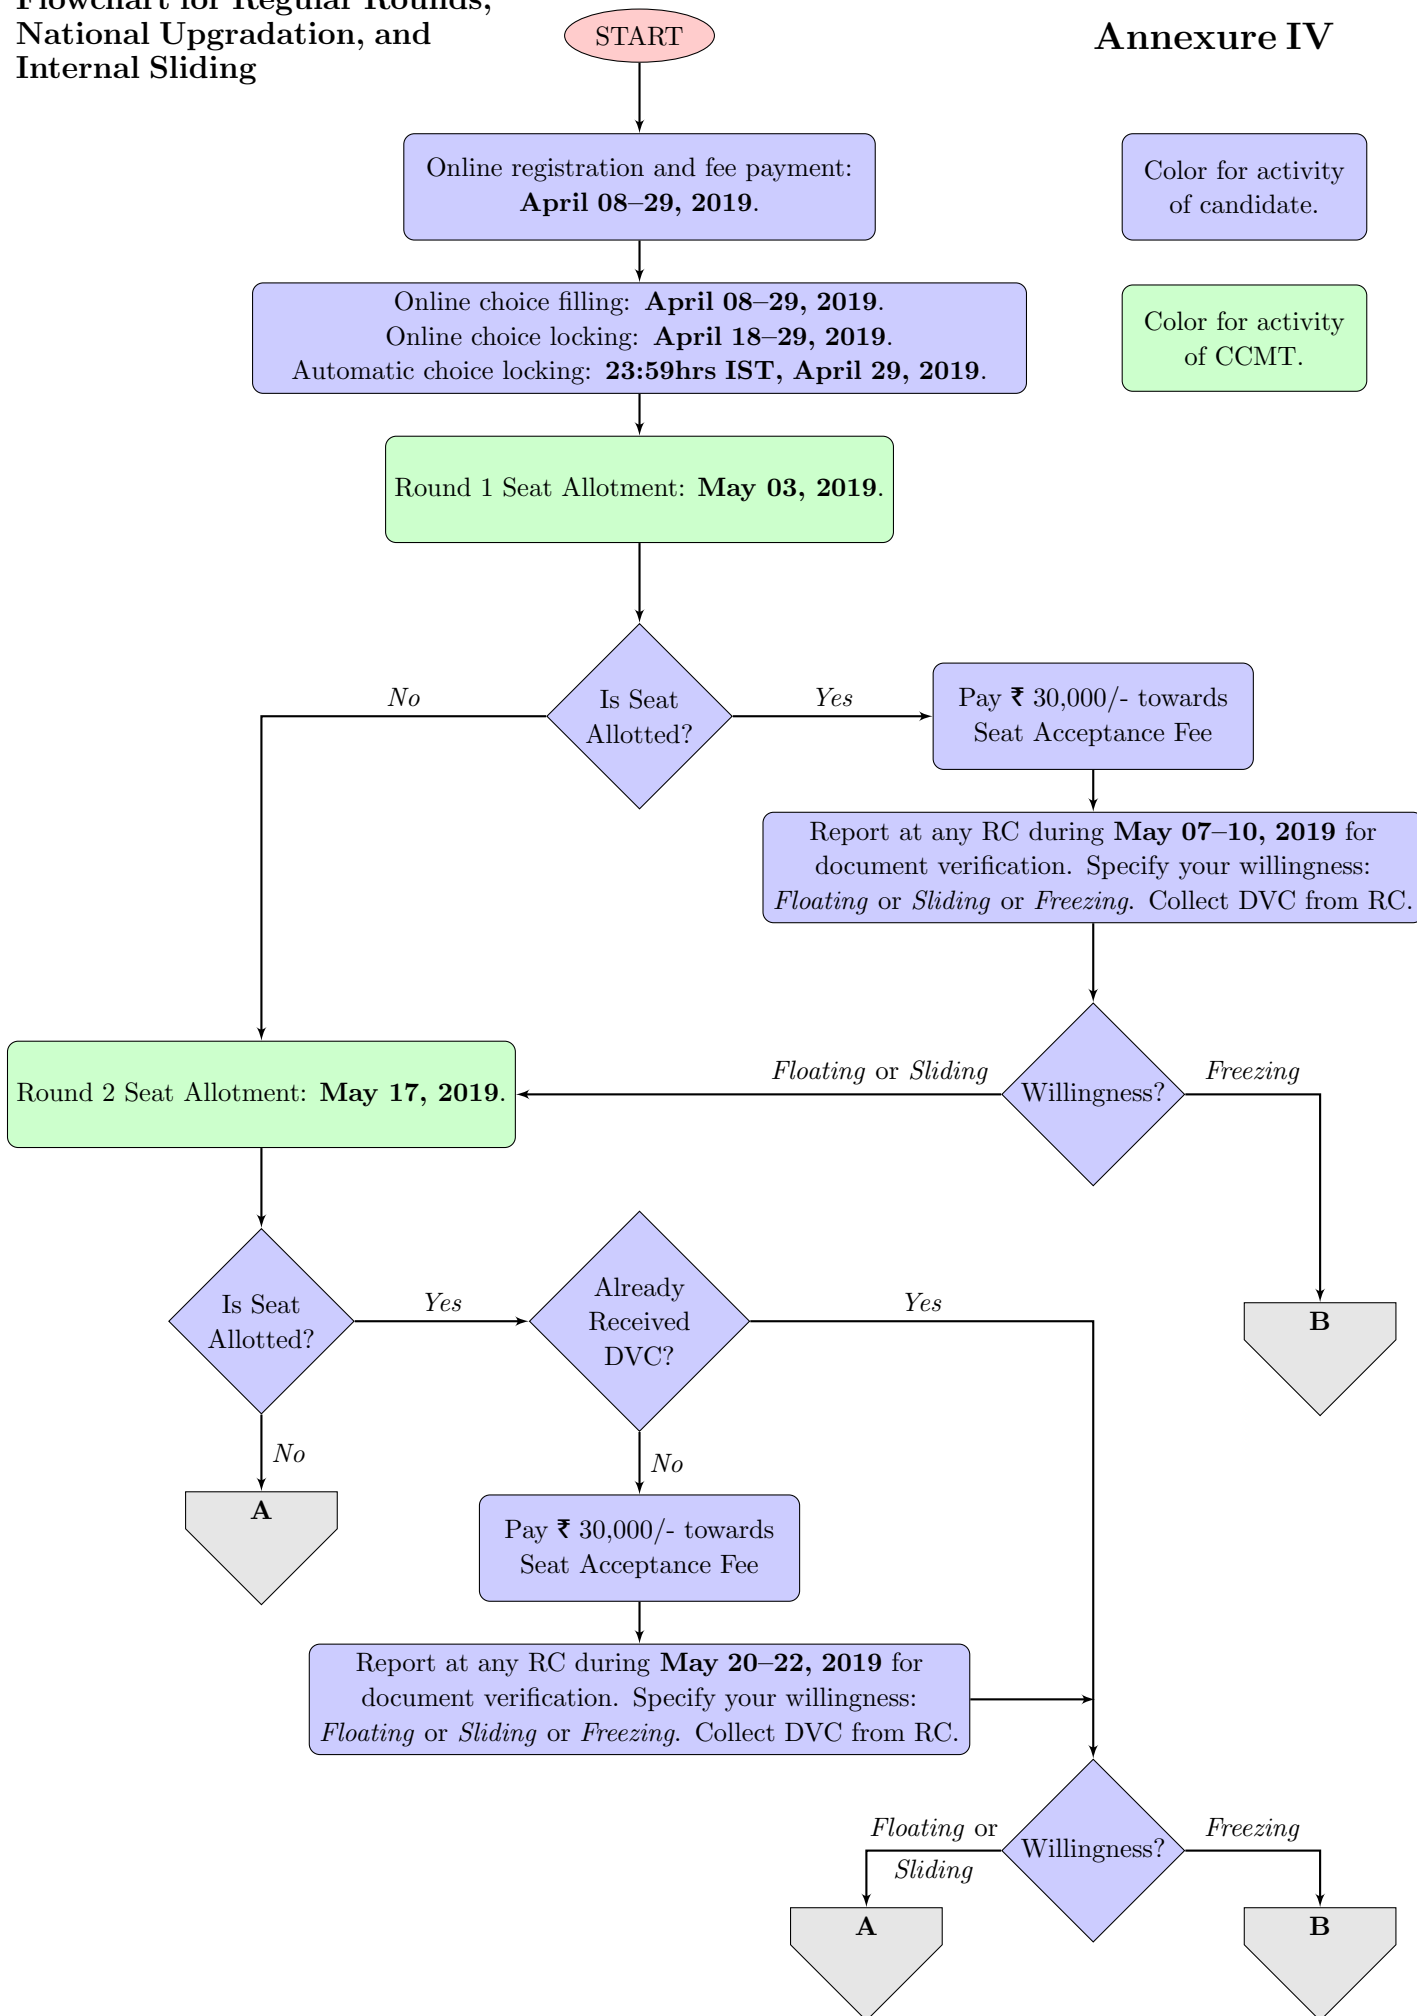 Flowchart for Regular Rounds,
National Upgradation, and
Internal Sliding
START
Annexure IV
Online registration and fee payment:
April 08–29, 2019.
Color for activity
of candidate.
Online choice filling: April 08–29, 2019.
Online choice locking: April 18–29, 2019.
Automatic choice locking: 23:59hrs IST, April 29, 2019.
Color for activity
of CCMT.
Round 1 Seat Allotment: May 03, 2019.
Is Seat
Allotted?
No
Yes
Pay ₹ 30,000/- towards
Seat Acceptance Fee
Report at any RC during May 07–10, 2019 for
document verification. Specify your willingness:
Floating or Sliding or Freezing. Collect DVC from RC.
Willingness?
Floating or Sliding
Freezing
Round 2 Seat Allotment: May 17, 2019.
B
Is Seat
Allotted?
Yes
Already
Received
DVC?
Yes
No
A
No
Pay ₹ 30,000/- towards
Seat Acceptance Fee
Report at any RC during May 20–22, 2019 for
document verification. Specify your willingness:
Floating or Sliding or Freezing. Collect DVC from RC.
Willingness?
Floating or
Sliding
Freezing
A
B